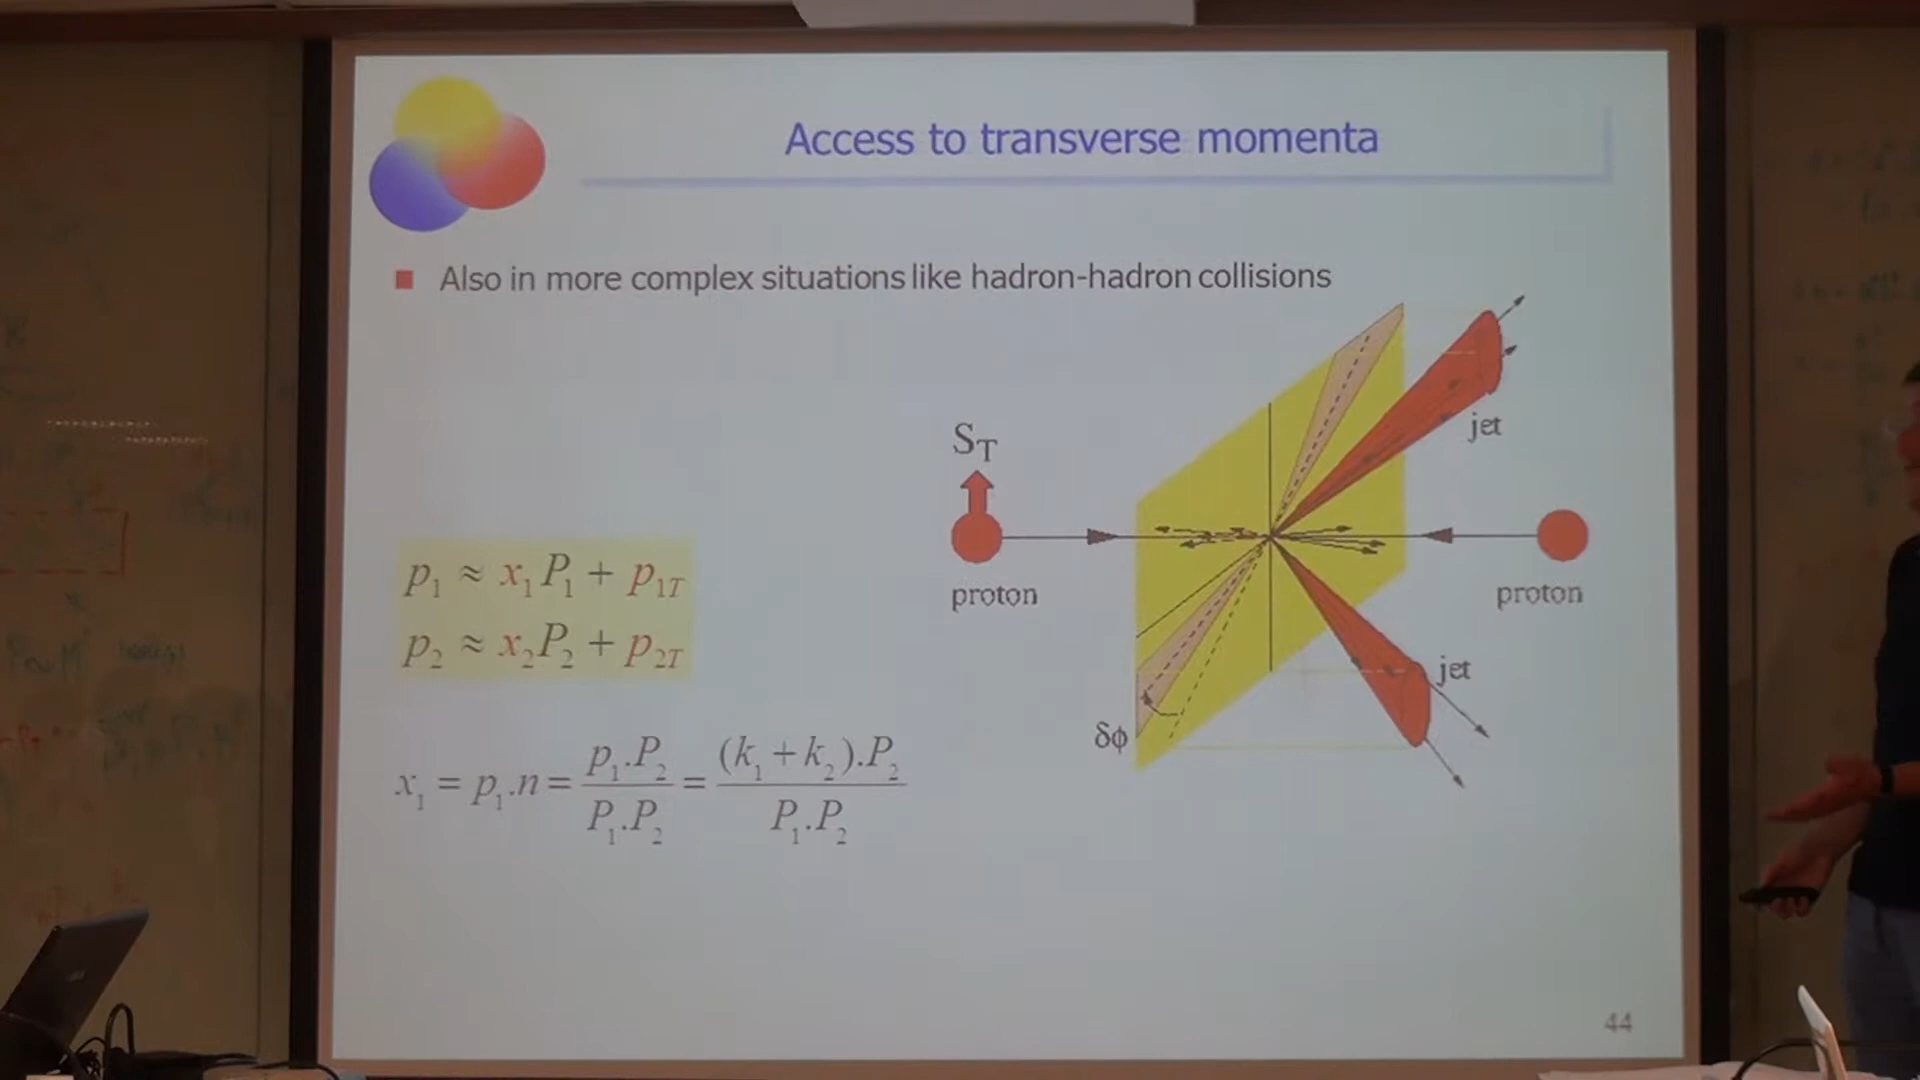 Access to transverse momenta
Also in more complex situations like hadron-hadron collisions
jet
S_T
proton
proton
p₁ ≈ x₁P₁ + p₁T
p₂ ≈ x₂P₂ + p₂T
jet
δϕ
x₁ = p₁.n = p₁.P₂ / P₁.P₂ = (k₁ + k₂).P₂ / P₁.P₂
44